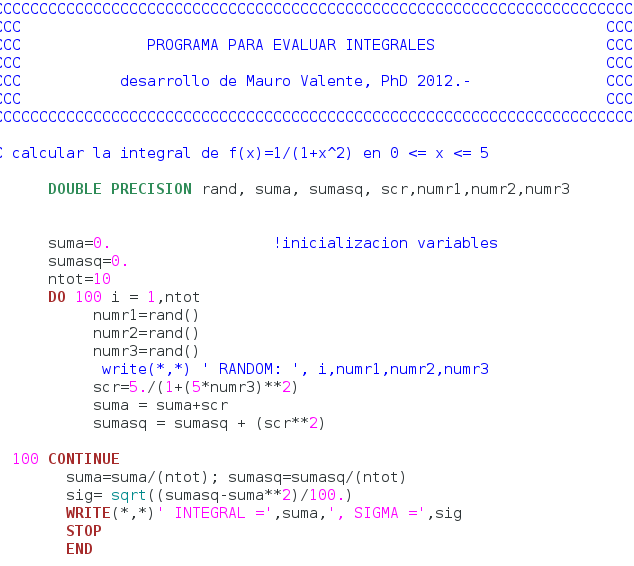 CCCCCCCCCCCCCCCCCCCCCCCCCCCCCCCCCCCCCCCCCCCCCCCCCCCCCCCCCCCCCCCCCCCCCCC
CCC                                                                 CCC
CCC              PROGRAMA PARA EVALUAR INTEGRALES                   CCC
CCC                                                                 CCC
CCC           desarrollo de Mauro Valente, PhD 2012.-               CCC
CCC                                                                 CCC
CCCCCCCCCCCCCCCCCCCCCCCCCCCCCCCCCCCCCCCCCCCCCCCCCCCCCCCCCCCCCCCCCCCCCCC
C calcular la integral de f(x)=1/(1+x^2) en 0 <= x <= 5
DOUBLE PRECISION rand, suma, sumasq, scr,numr1,numr2,numr3
suma=0.                  !inicializacion variables
sumasq=0.
ntot=10
DO 100 i = 1,ntot
numr1=rand()
numr2=rand()
numr3=rand()
write(*,*) ' RANDOM: ', i,numr1,numr2,numr3
scr=5./(1+(5*numr3)**2)
suma = suma+scr
sumasq = sumasq + (scr**2)
100 CONTINUE
suma=suma/(ntot); sumasq=sumasq/(ntot)
sig= sqrt((sumasq-suma**2)/100.)
WRITE(*,*)' INTEGRAL =',suma,', SIGMA =',sig
STOP
END